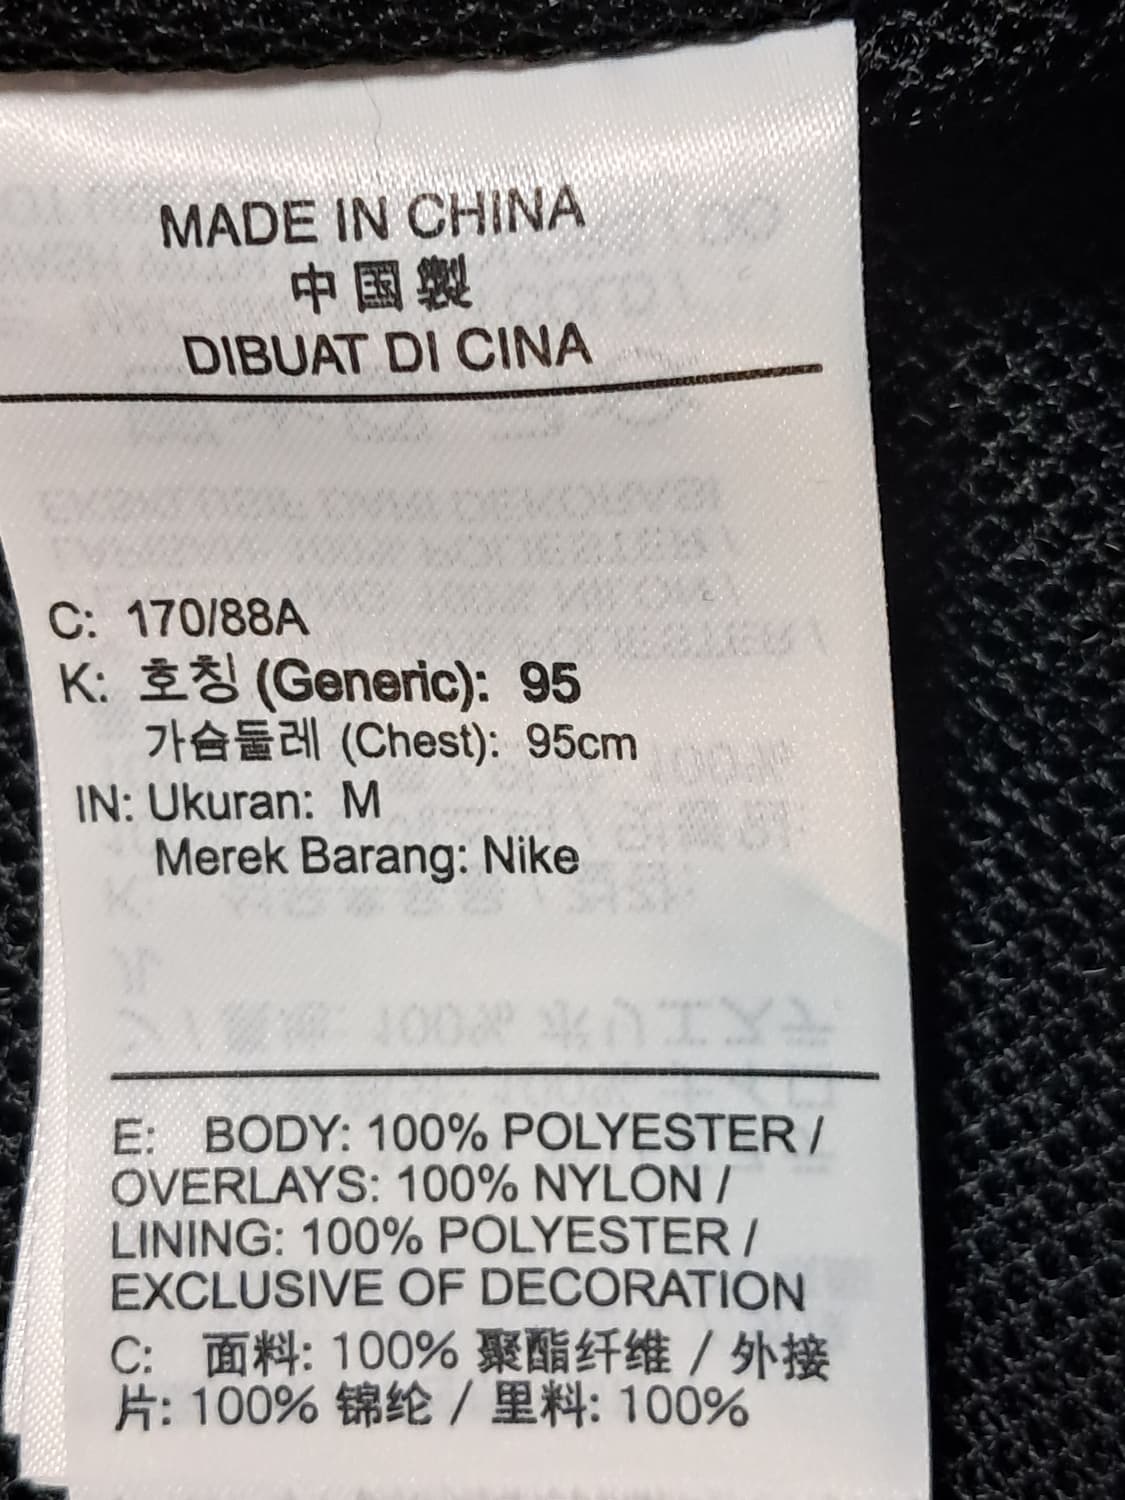 MADE IN CHINA
中国製
DIBUAT DI CINA
C: 170/88A
K: 호칭 (Generic): 95
가슴둘레 (Chest): 95cm
IN: Ukuran: M
Merek Barang: Nike
E: BODY: 100% POLYESTER /
OVERLAYS: 100% NYLON /
LINING: 100% POLYESTER /
EXCLUSIVE OF DECORATION
C: 面料: 100% 聚酯纤维 / 外接
片: 100% 锦纶 / 里料: 100%